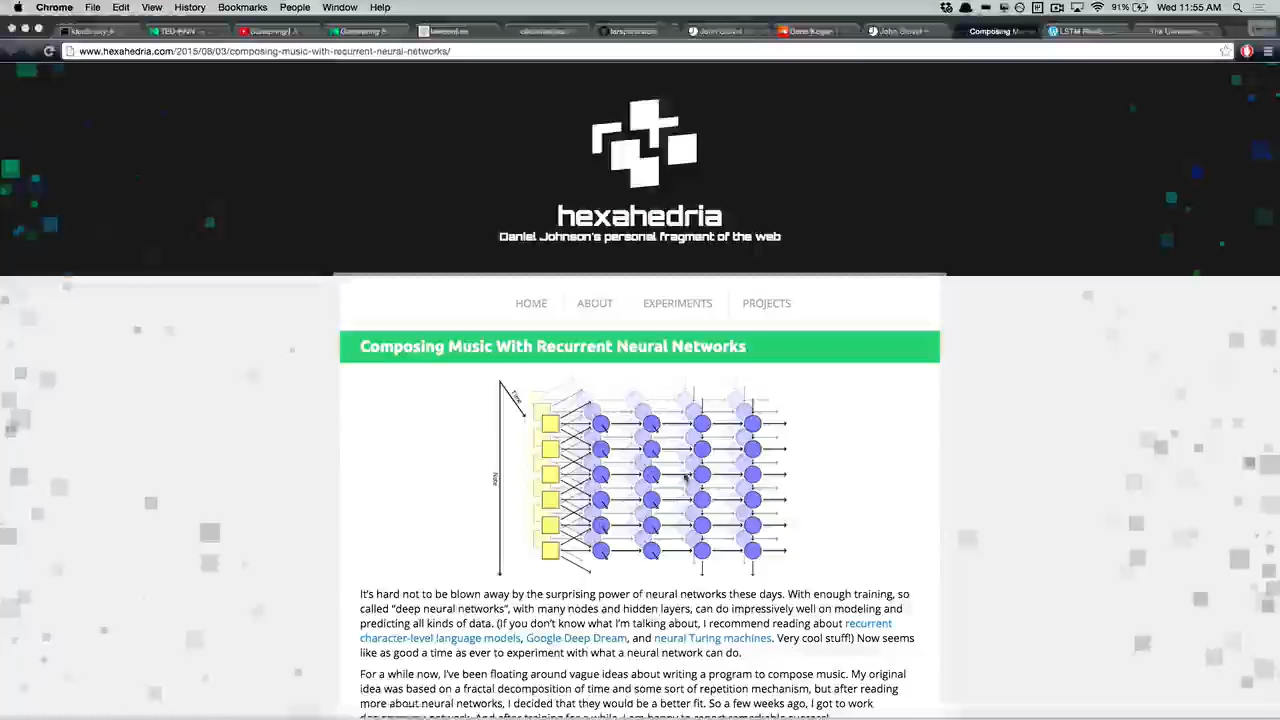 Chrome File Edit View History Bookmarks People Window Help 91% Wed 11:55 AM
Composing M
www.hexahedria.com/2015/08/03/composing-music-with-recurrent-neural-networks/
hexahedria
Daniel Johnson's personal fragment of the web
HOME ABOUT EXPERIMENTS PROJECTS
Composing Music With Recurrent Neural Networks
Time
Note
It's hard not to be blown away by the surprising power of neural networks these days. With enough training, so
called "deep neural networks", with many nodes and hidden layers, can do impressively well on modeling and
predicting all kinds of data. (If you don't know what I'm talking about, I recommend reading about recurrent
character-level language models, Google Deep Dream, and neural Turing machines. Very cool stuff!) Now seems
like as good a time as ever to experiment with what a neural network can do.
For a while now, I've been floating around vague ideas about writing a program to compose music. My original
idea was based on a fractal decomposition of time and some sort of repetition mechanism, but after reading
more about neural networks, I decided that they would be a better fit. So a few weeks ago, I got to work